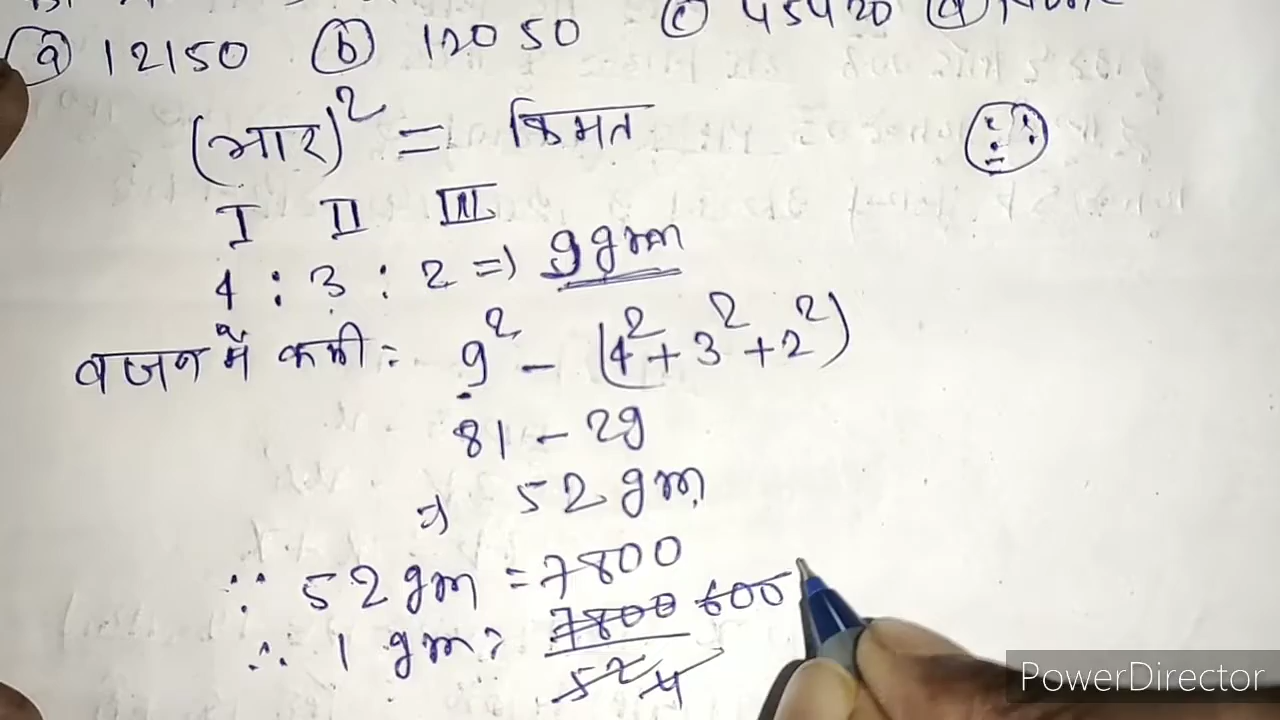 (a) 12150 (b) 12050 (c) 45420 (d)
(भार)² = किमत
I II III
4 : 3 : 2 => 9 gm
वजन में कमी = 9² - (4² + 3² + 2²)
81 - 29
=> 52 gm
∵ 52 gm = 7800
∴ 1 gm = 7800 600
52 4
PowerDirector